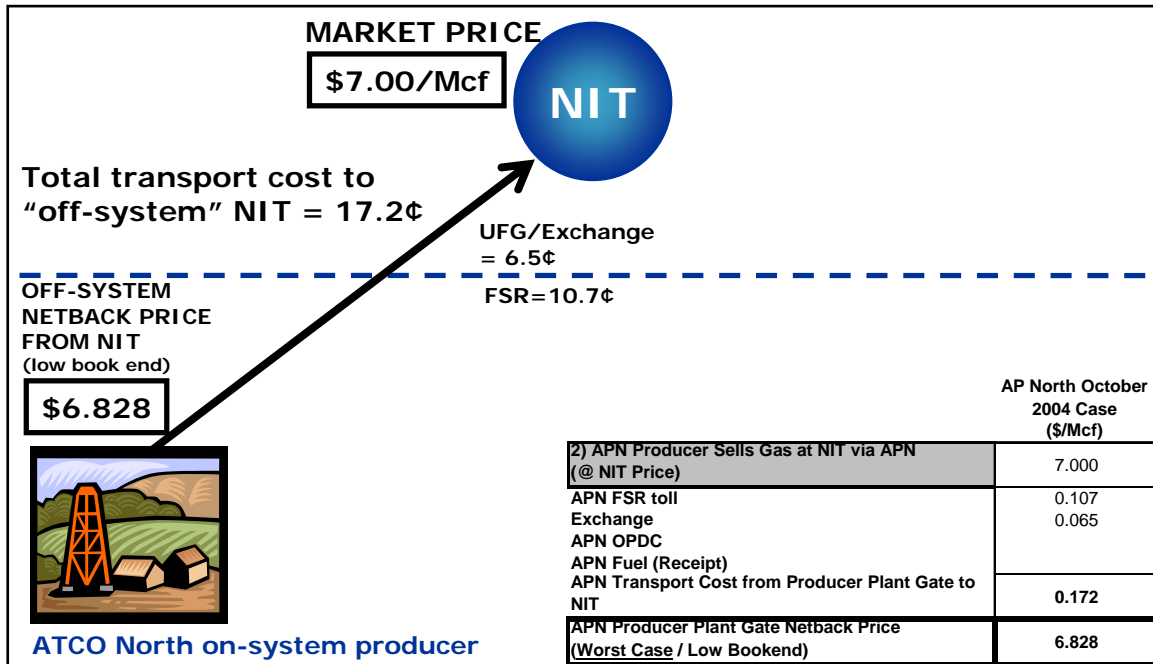 MARKET PRICE
$7.00/Mcf
NIT
Total transport cost to
“off-system” NIT = 17.2¢
UFG/Exchange
= 6.5¢
FSR=10.7¢
OFF-SYSTEM
NETBACK PRICE
FROM NIT
(low book end)
$6.828
ATCO North on-system producer
AP North October
2004 Case
($/Mcf)
2) APN Producer Sells Gas at NIT via APN
(@ NIT Price) 7.000
APN FSR toll 0.107
Exchange 0.065
APN OPDC
APN Fuel (Receipt)
APN Transport Cost from Producer Plant Gate to
NIT 0.172
APN Producer Plant Gate Netback Price
(Worst Case / Low Bookend) 6.828